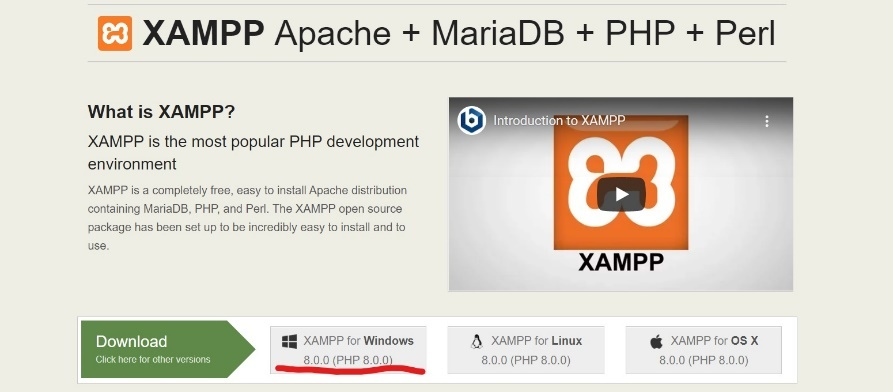 XAMPP Apache + MariaDB + PHP + Perl
What is XAMPP?
XAMPP is the most popular PHP development
environment
XAMPP is a completely free, easy to install Apache distribution
containing MariaDB, PHP, and Perl. The XAMPP open source
package has been set up to be incredibly easy to install and to
use.
Introduction to XAMPP
XAMPP
Download
Click here for other versions
XAMPP for Windows
8.0.0 (PHP 8.0.0)
XAMPP for Linux
8.0.0 (PHP 8.0.0)
XAMPP for OS X
8.0.0 (PHP 8.0.0)